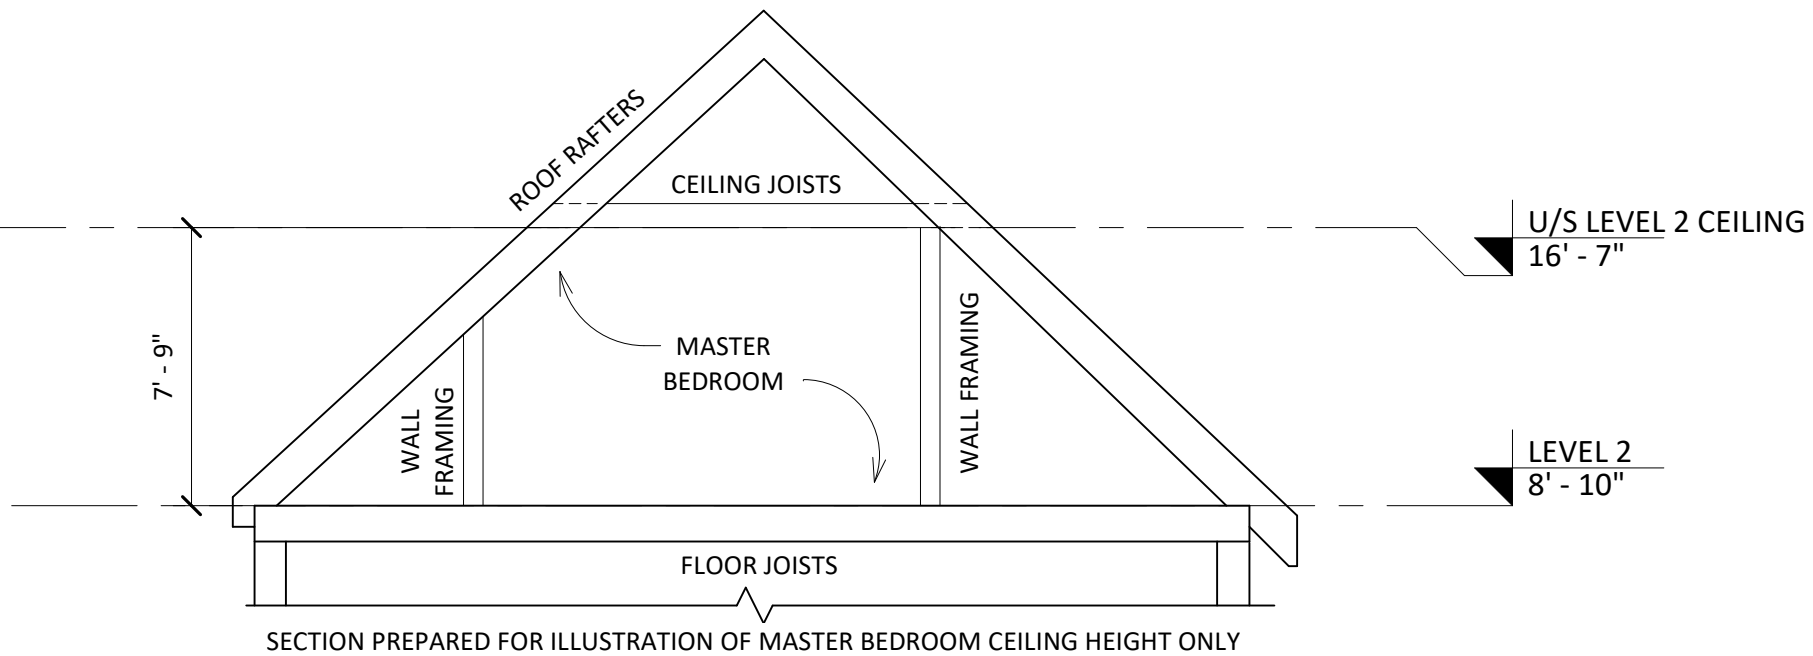 ROOF RAFTERS
CEILING JOISTS
U/S LEVEL 2 CEILING
16' - 7"
7' - 9"
MASTER
BEDROOM
WALL
FRAMING
WALL FRAMING
LEVEL 2
8' - 10"
FLOOR JOISTS
SECTION PREPARED FOR ILLUSTRATION OF MASTER BEDROOM CEILING HEIGHT ONLY